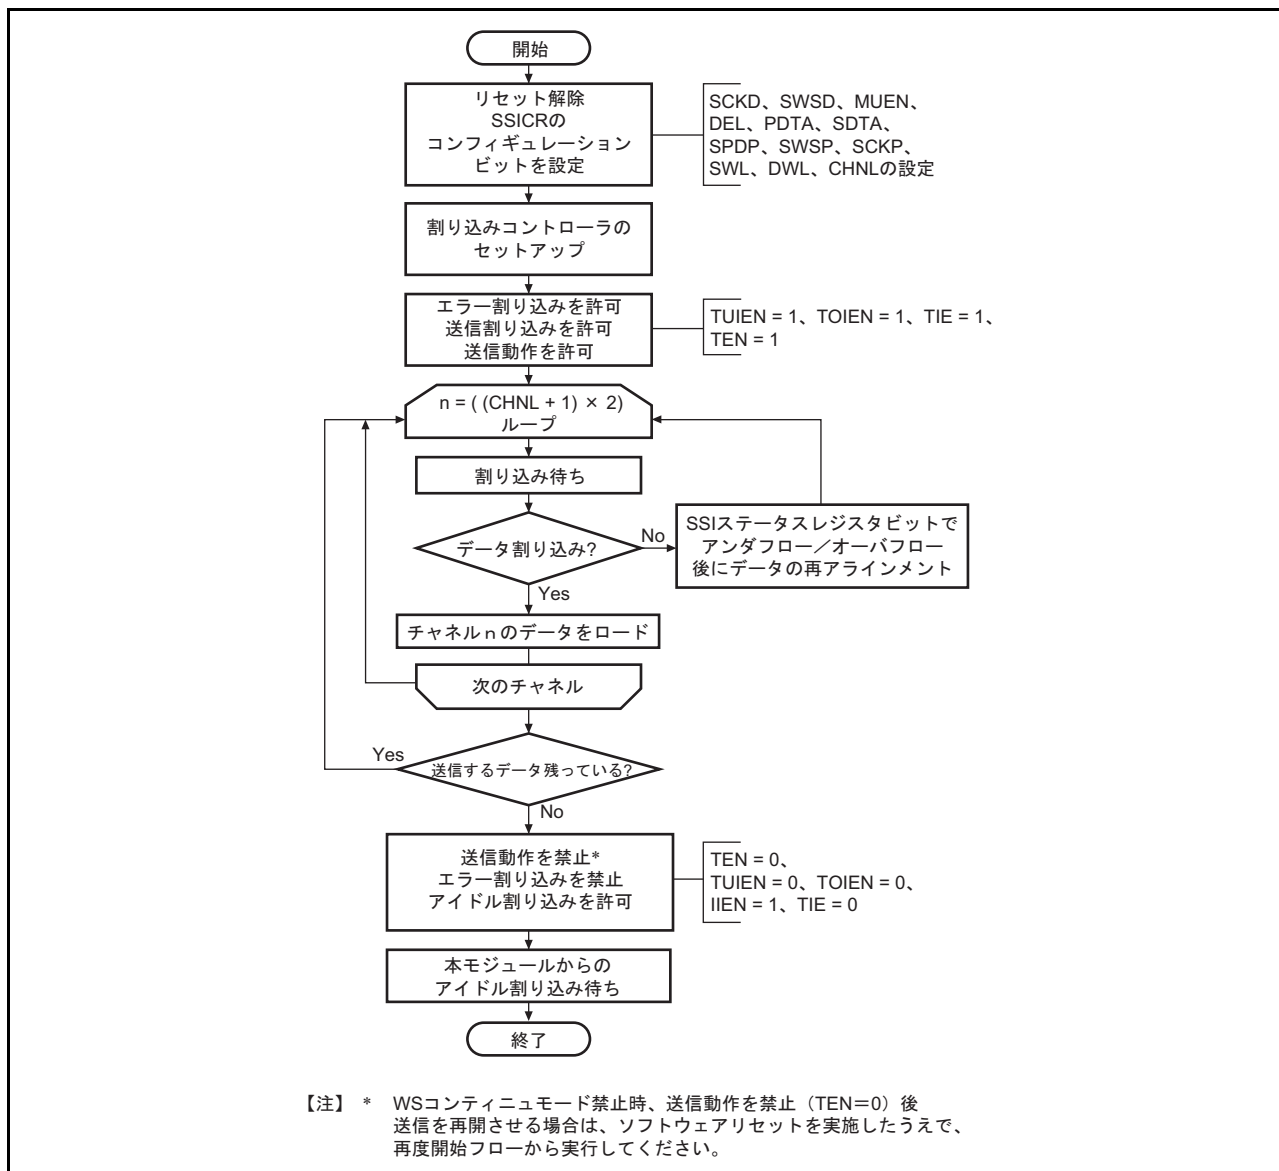 開始
リセット解除
SSICRの
コンフィギュレーション
ビットを設定
SCKD、SWSD、MUEN、
DEL、PDTA、SDTA、
SPDP、SWSP、SCKP、
SWL、DWL、CHNLの設定
割り込みコントローラの
セットアップ
エラー割り込みを許可
送信割り込みを許可
送信動作を許可
TUIEN = 1、TOIEN = 1、TIE = 1、
TEN = 1
n = ( (CHNL + 1) × 2)
ループ
割り込み待ち
データ割り込み?
No
SSIステータスレジスタビットで
アンダフロー／オーバフロー
後にデータの再アラインメント
Yes
チャネルｎのデータをロード
次のチャネル
Yes
送信するデータ残っている?
No
送信動作を禁止*
エラー割り込みを禁止
アイドル割り込みを許可
TEN = 0、
TUIEN = 0、TOIEN = 0、
IIEN = 1、TIE = 0
本モジュールからの
アイドル割り込み待ち
終了
【注】 * WSコンティニュモード禁止時、送信動作を禁止（TEN＝0）後
送信を再開させる場合は、ソフトウェアリセットを実施したうえで、
再度開始フローから実行してください。